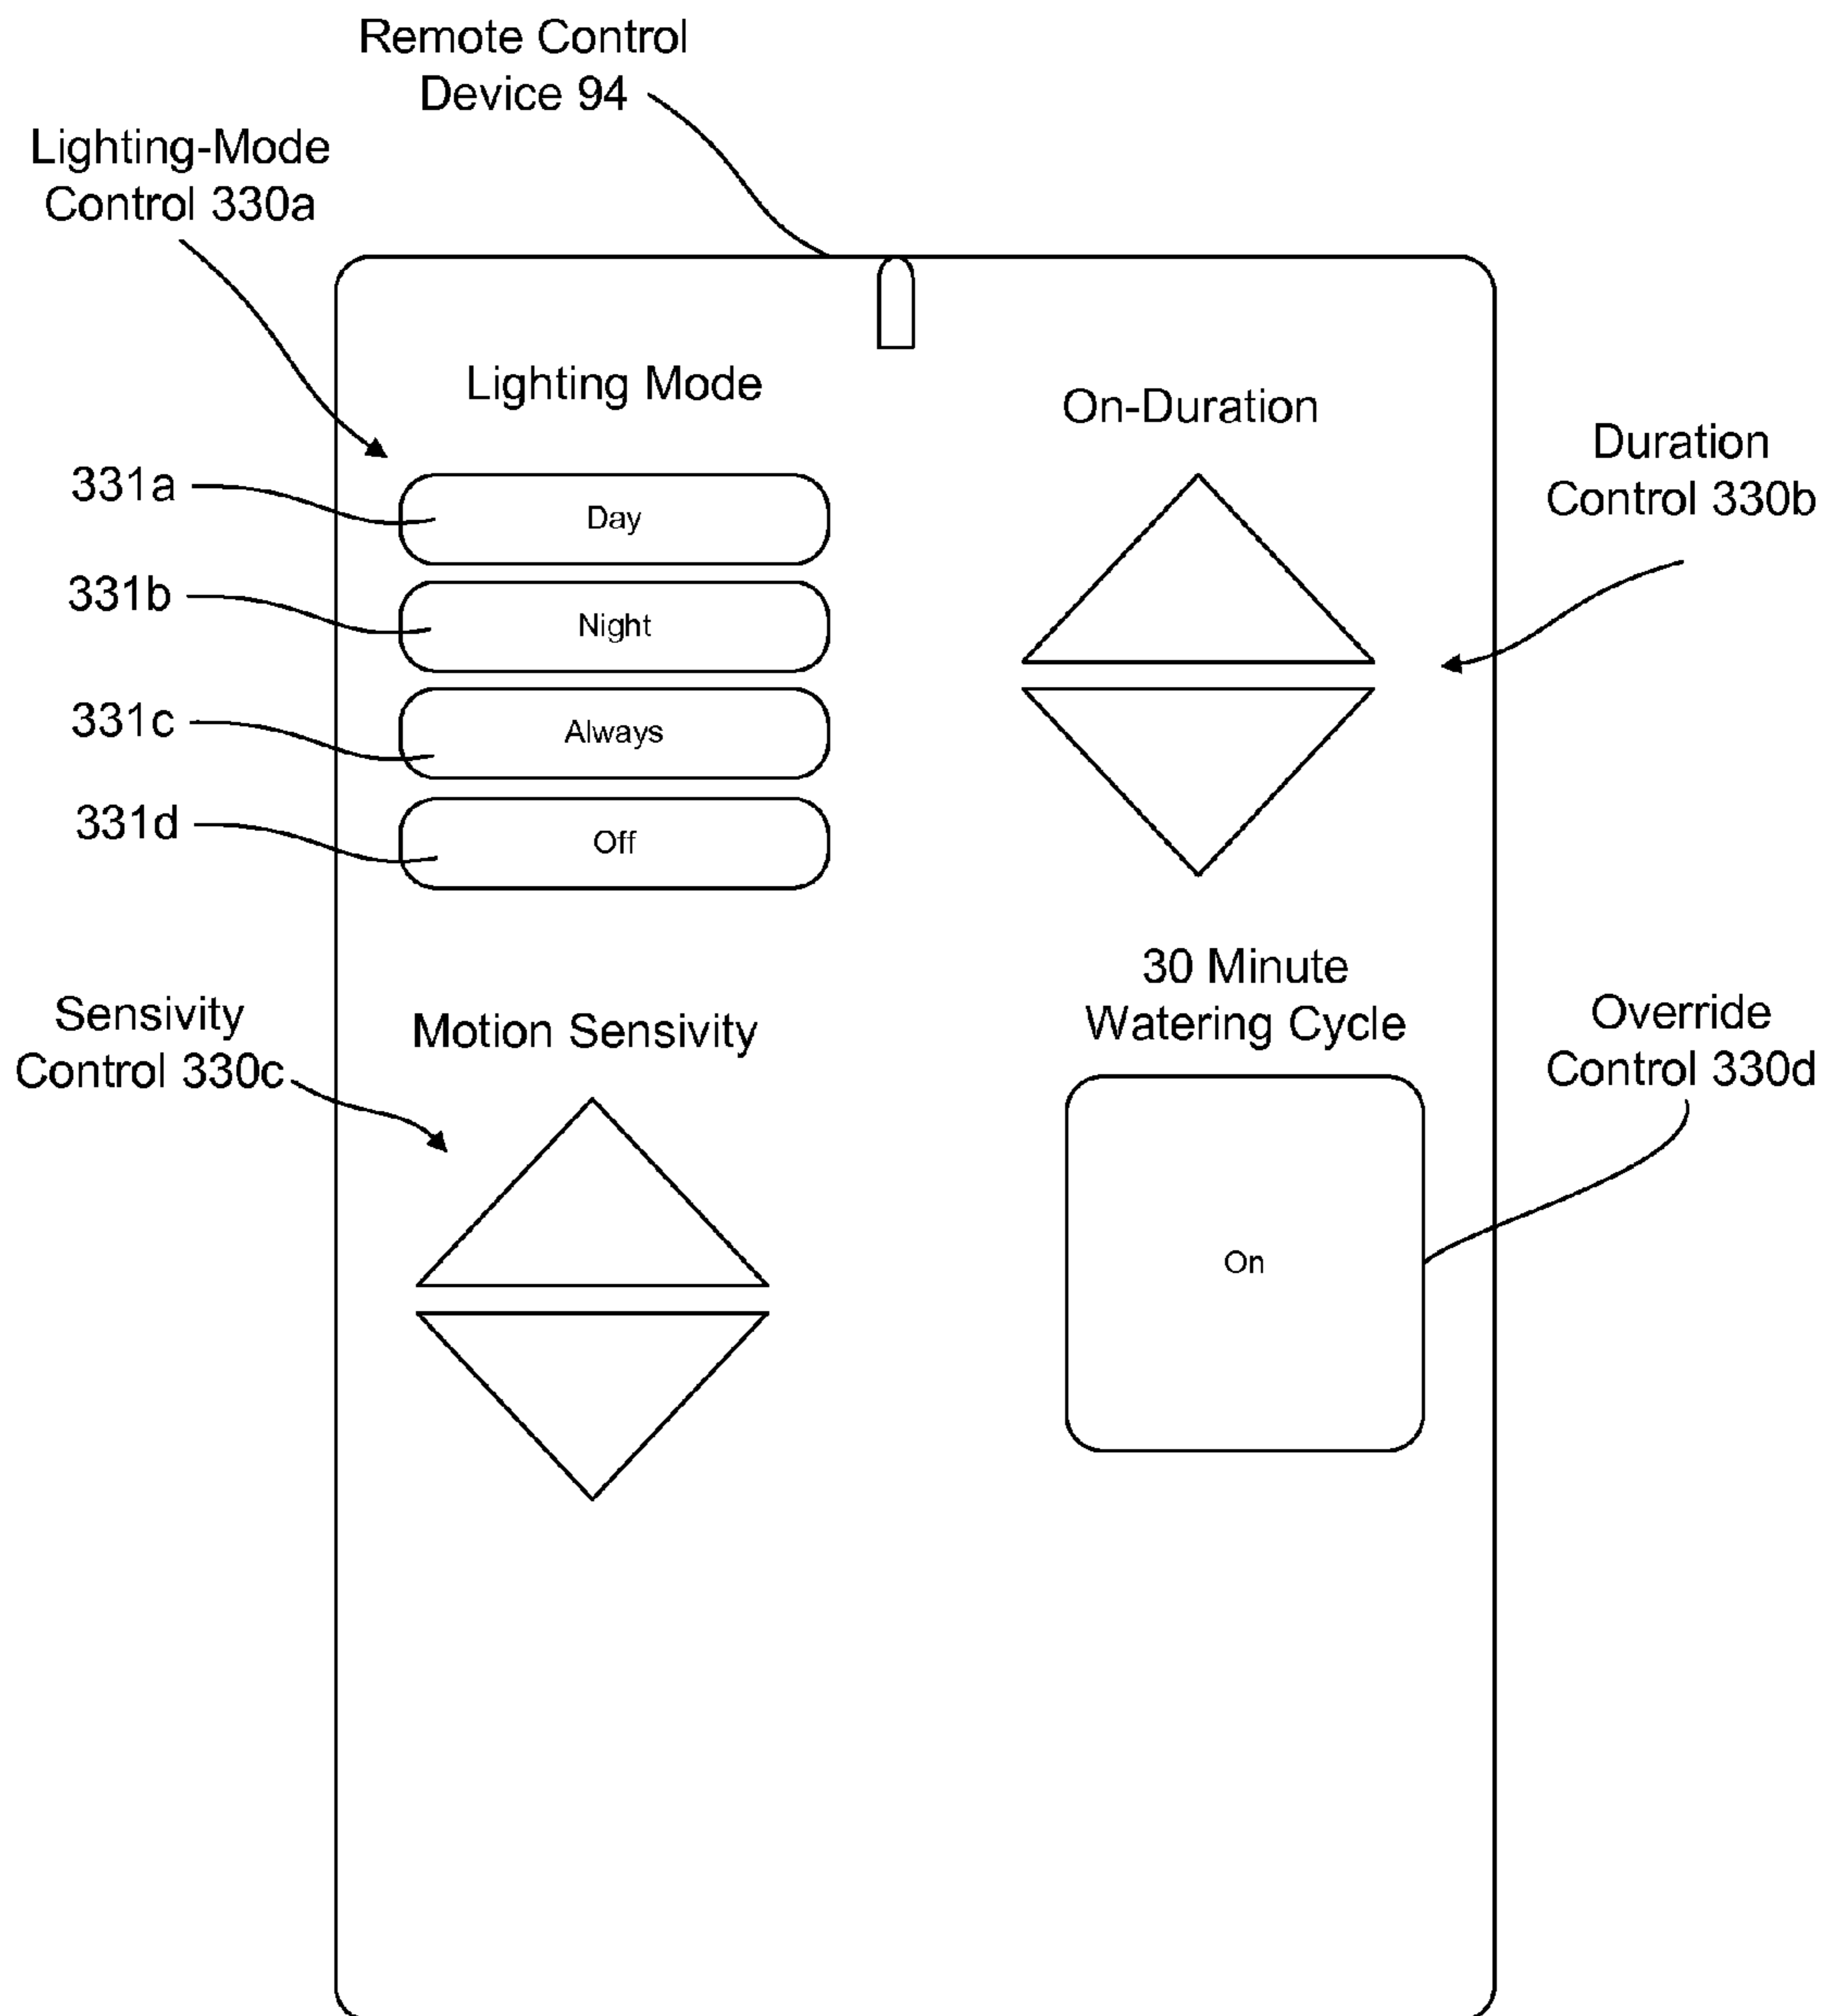 Remote Control
Device 94
Lighting-Mode
Control 330a
Lighting Mode
On-Duration
Duration
Control 330b
331a
Day
331b
Night
331c
Always
331d
Off
30 Minute
Watering Cycle
Sensivity
Control 330c
Motion Sensivity
Override
Control 330d
On